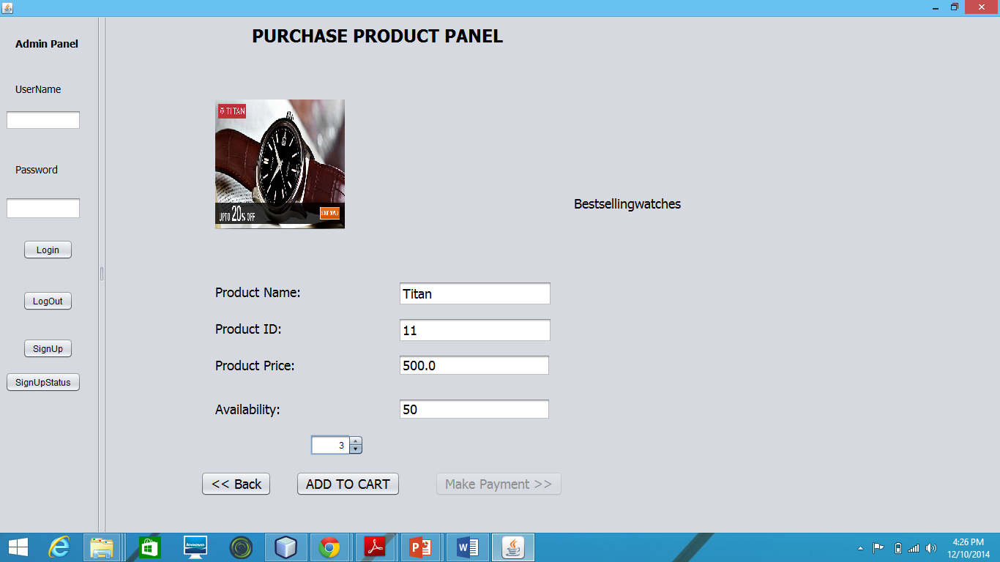 PURCHASE PRODUCT PANEL
Admin Panel
UserName
Password
Login
LogOut
SignUp
SignUpStatus
TITAN
UPTO 20% OFF
Bestsellingwatches
Product Name: Titan
Product ID: 11
Product Price: 500.0
Availability: 50
3
<< Back ADD TO CART Make Payment >>
lenovo
4:26 PM
12/10/2014